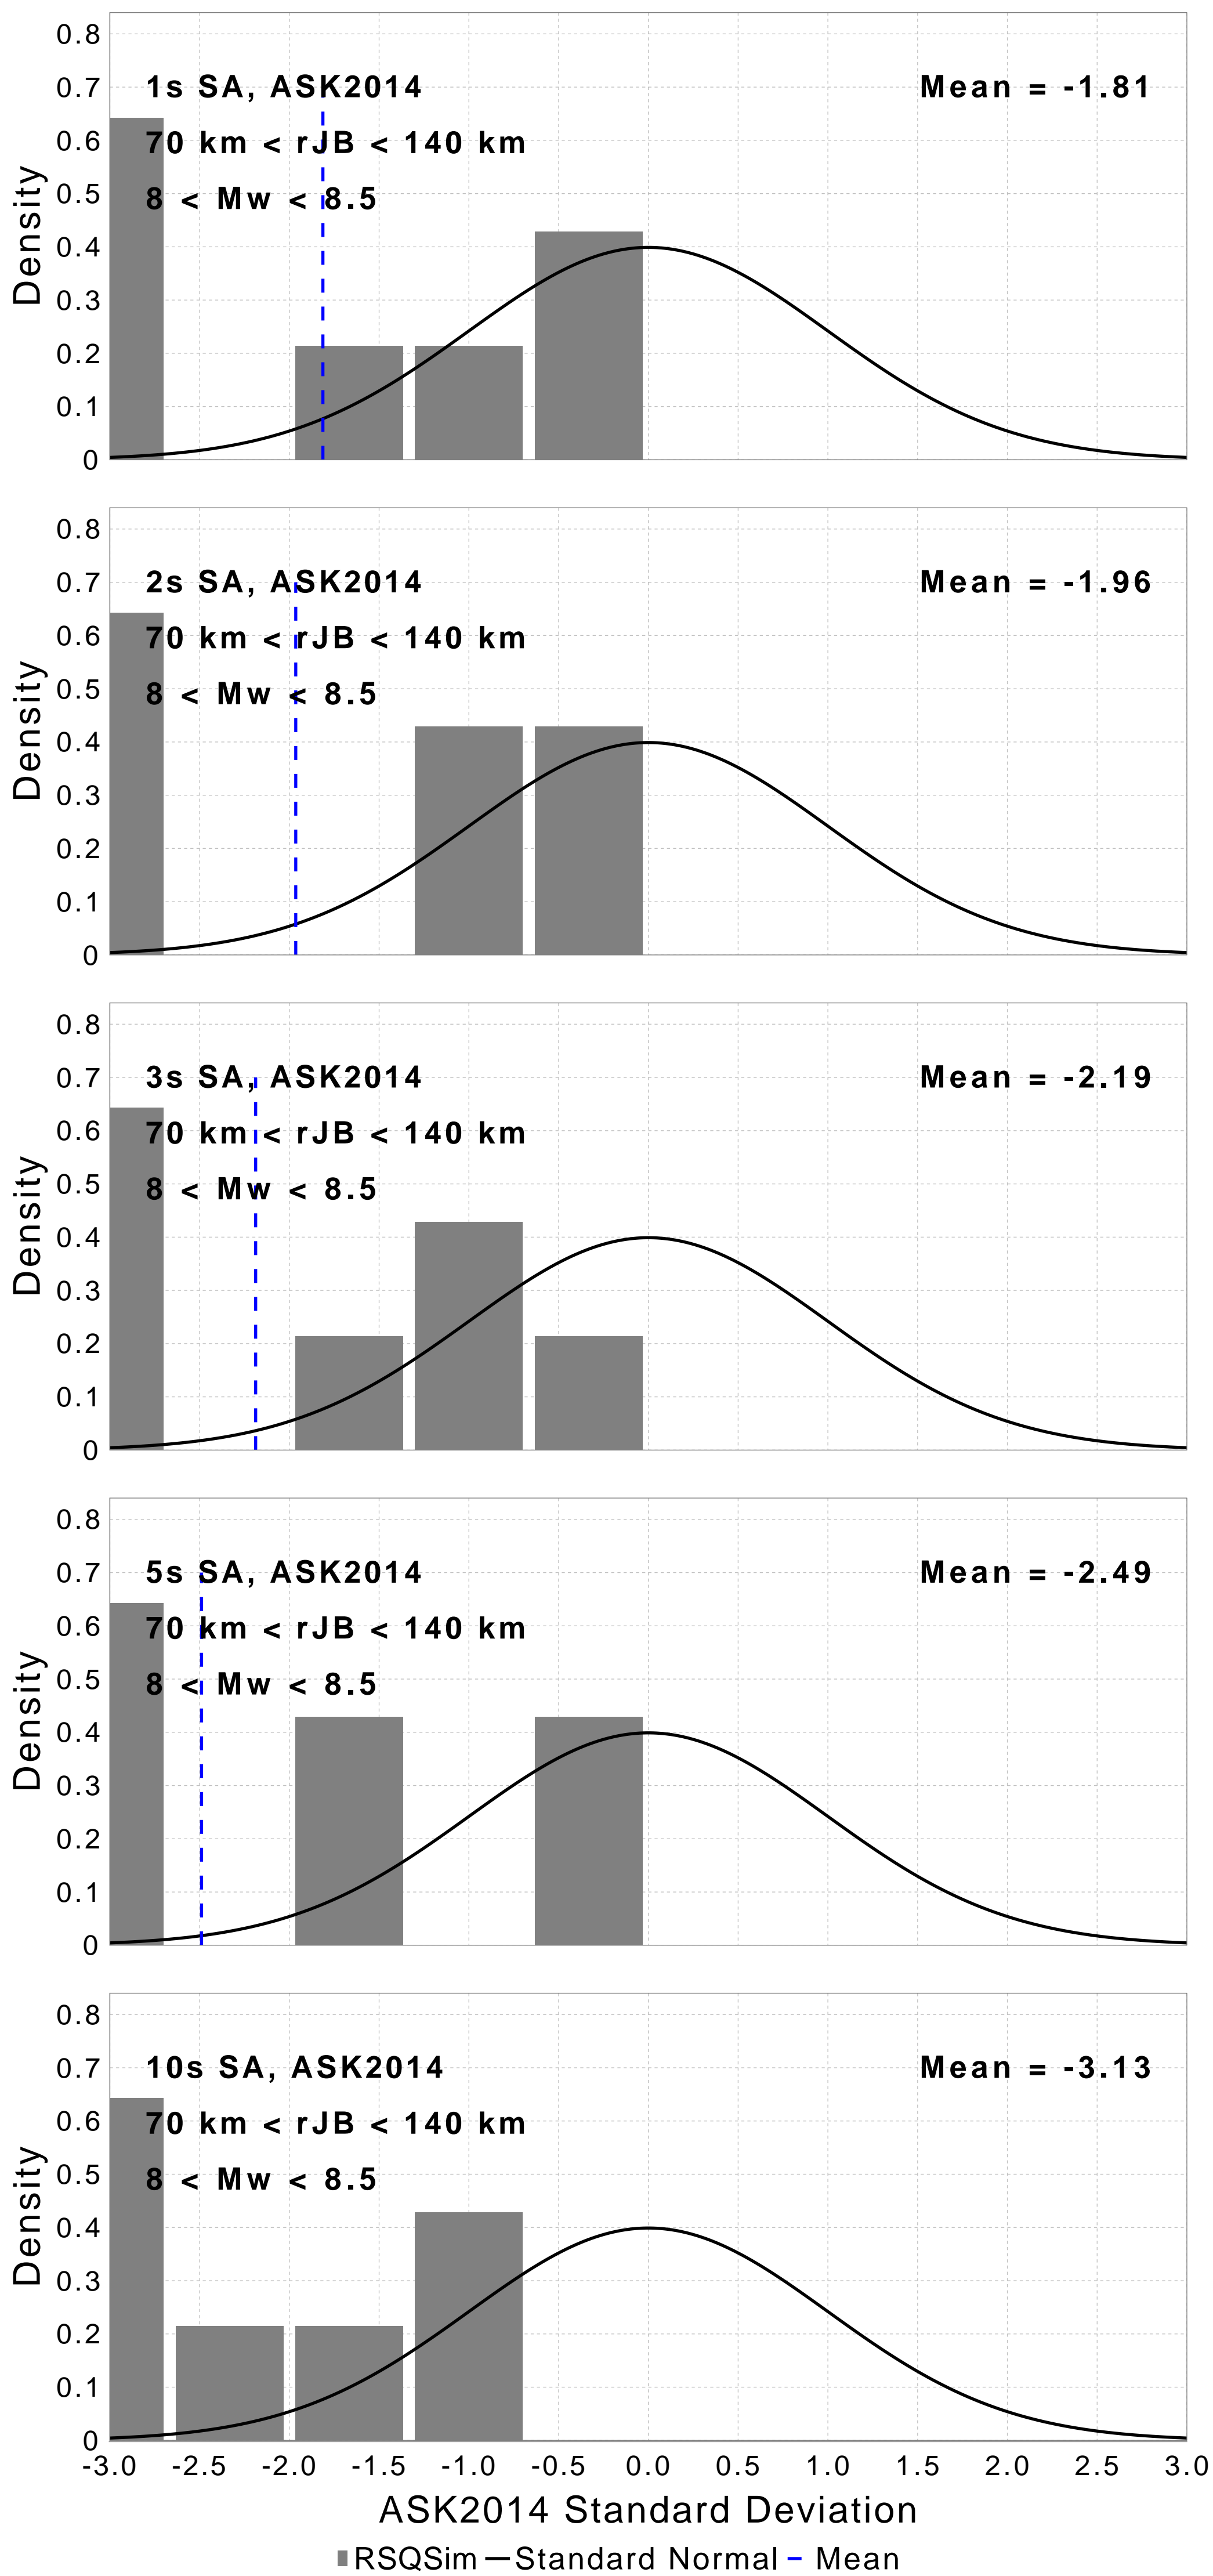 0.8
1s SA, ASK2014 Mean = -1.81
0.7
70 km < rJB < 140 km
0.6
8 < Mw < 8.5
0.5
0.4
0.3
0.2
0.1
0
Density
0.8
2s SA, ASK2014 Mean = -1.96
0.7
70 km < rJB < 140 km
0.6
8 < Mw < 8.5
0.5
0.4
0.3
0.2
0.1
0
Density
0.8
3s SA, ASK2014 Mean = -2.19
0.7
70 km < rJB < 140 km
0.6
8 < Mw < 8.5
0.5
0.4
0.3
0.2
0.1
0
Density
0.8
5s SA, ASK2014 Mean = -2.49
0.7
70 km < rJB < 140 km
0.6
8 < Mw < 8.5
0.5
0.4
0.3
0.2
0.1
0
Density
0.8
10s SA, ASK2014 Mean = -3.13
0.7
70 km < rJB < 140 km
0.6
8 < Mw < 8.5
0.5
0.4
0.3
0.2
0.1
0
Density
-3.0 -2.5 -2.0 -1.5 -1.0 -0.5 0.0 0.5 1.0 1.5 2.0 2.5 3.0
ASK2014 Standard Deviation
RSQSim Standard Normal Mean